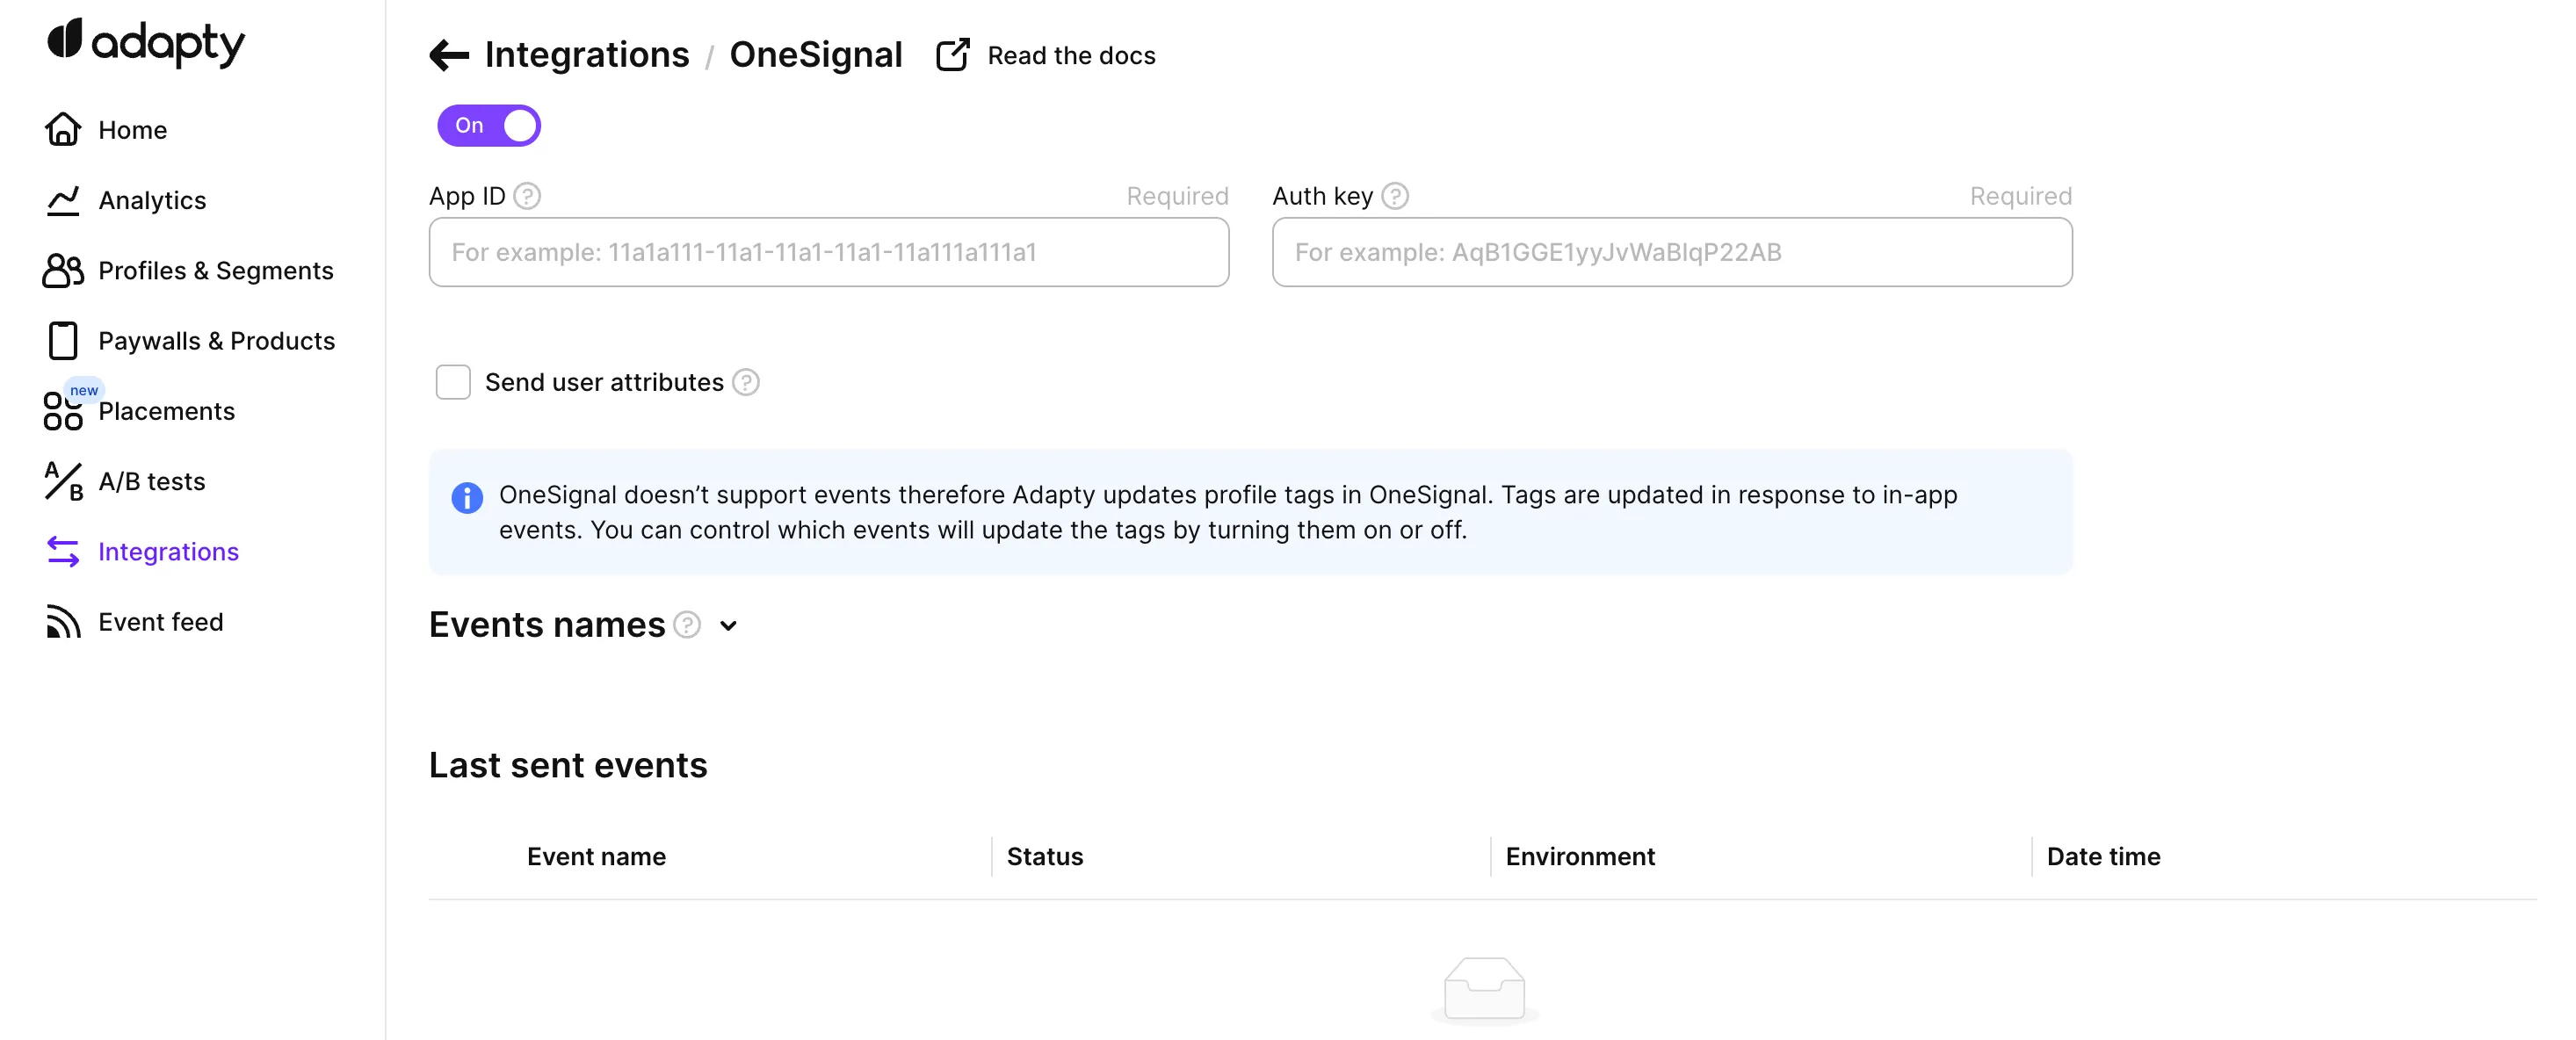 adapty
Home
Analytics
Profiles & Segments
Paywalls & Products
new
Placements
A/B
A/B tests
Integrations
Event feed
Integrations / OneSignal Read the docs
On
App ID ? Required
For example: 11a1a111-11a1-11a1-11a1-11a111a111a1
Auth key ? Required
For example: AqB1GGE1yyJvWaBlqP22AB
Send user attributes ?
OneSignal doesn’t support events therefore Adapty updates profile tags in OneSignal. Tags are updated in response to in-app
events. You can control which events will update the tags by turning them on or off.
Events names ?
Last sent events
Event name Status Environment Date time